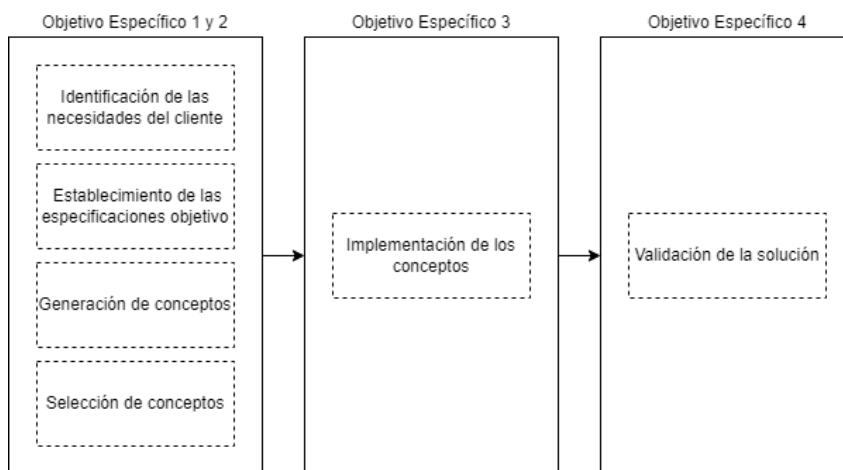 Objetivo Específico 1 y 2
Identificación de las
necesidades del cliente
Establecimiento de las
especificaciones objetivo
Generación de conceptos
Selección de conceptos
Objetivo Específico 3
Implementación de los
conceptos
Objetivo Específico 4
Validación de la solución